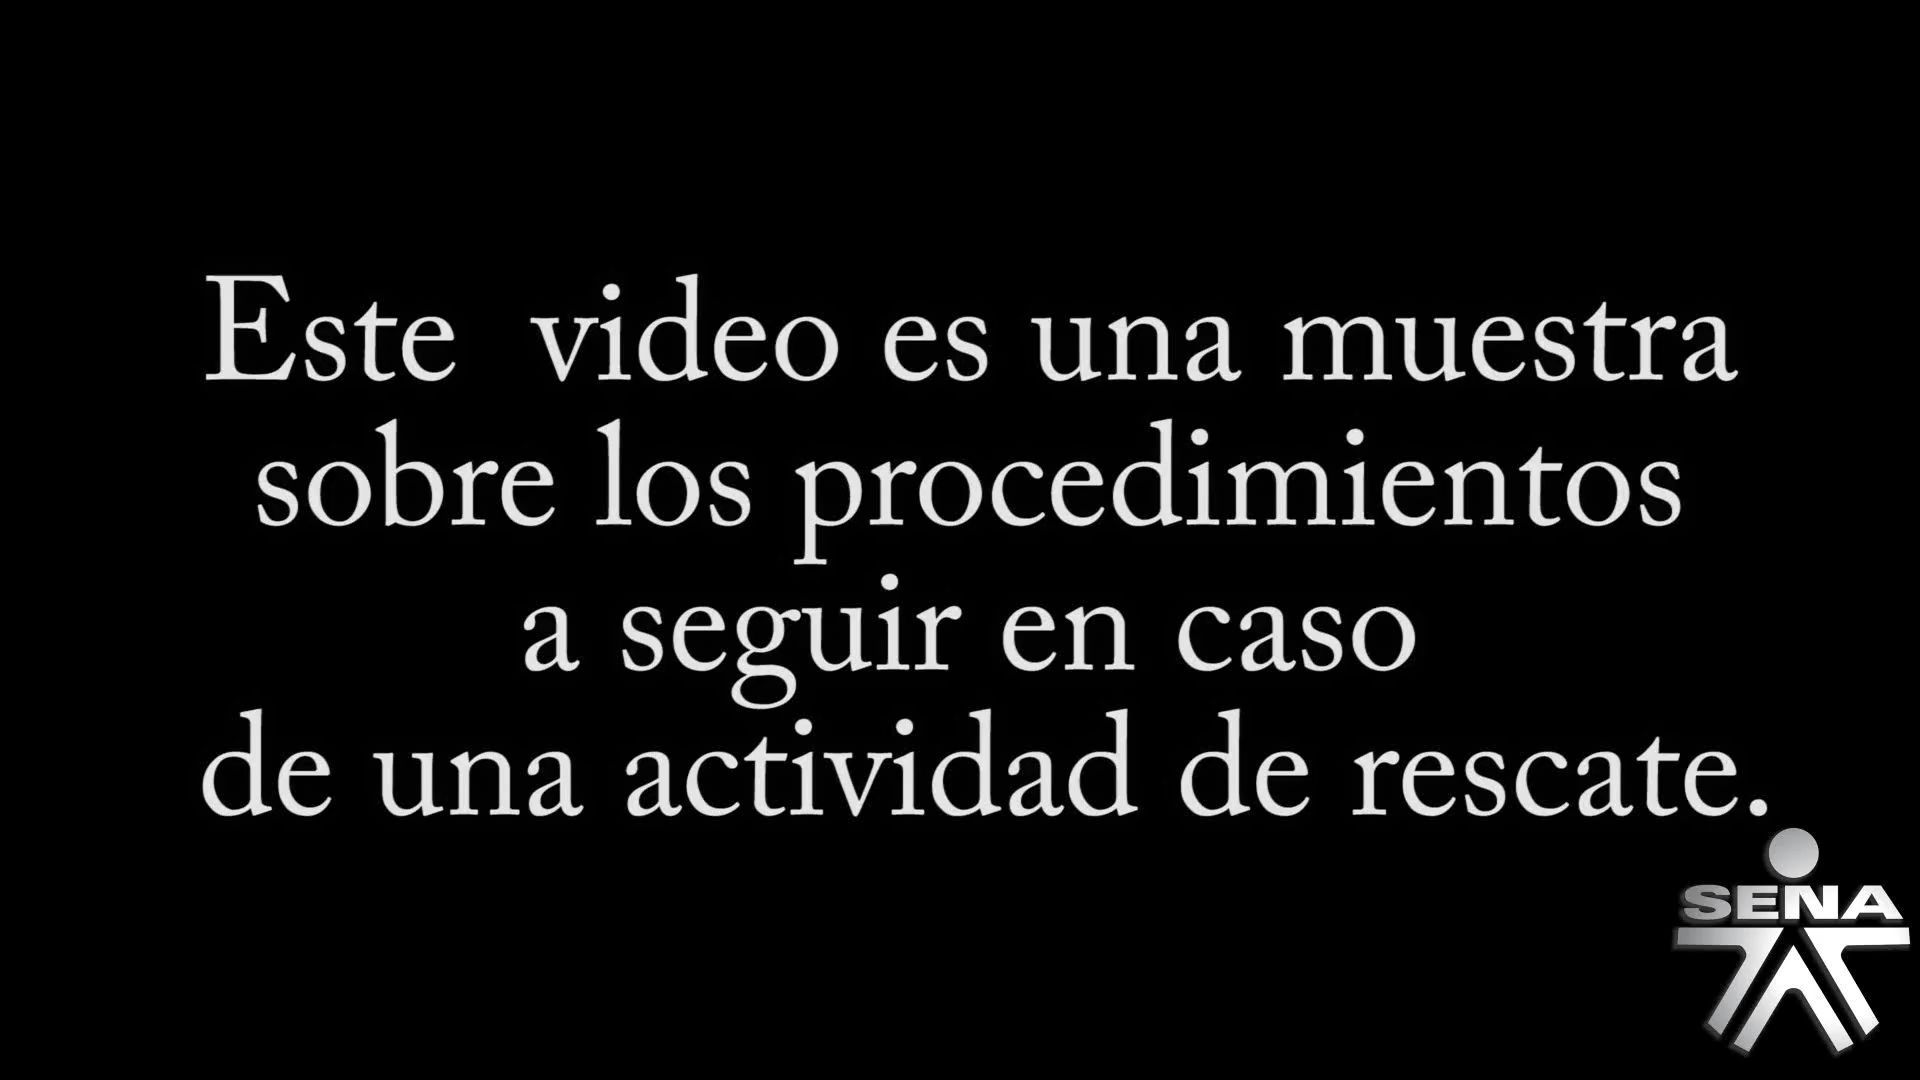 Este  video es una muestra
sobre los procedimientos
a seguir en caso
de una actividad de rescate.
SENA